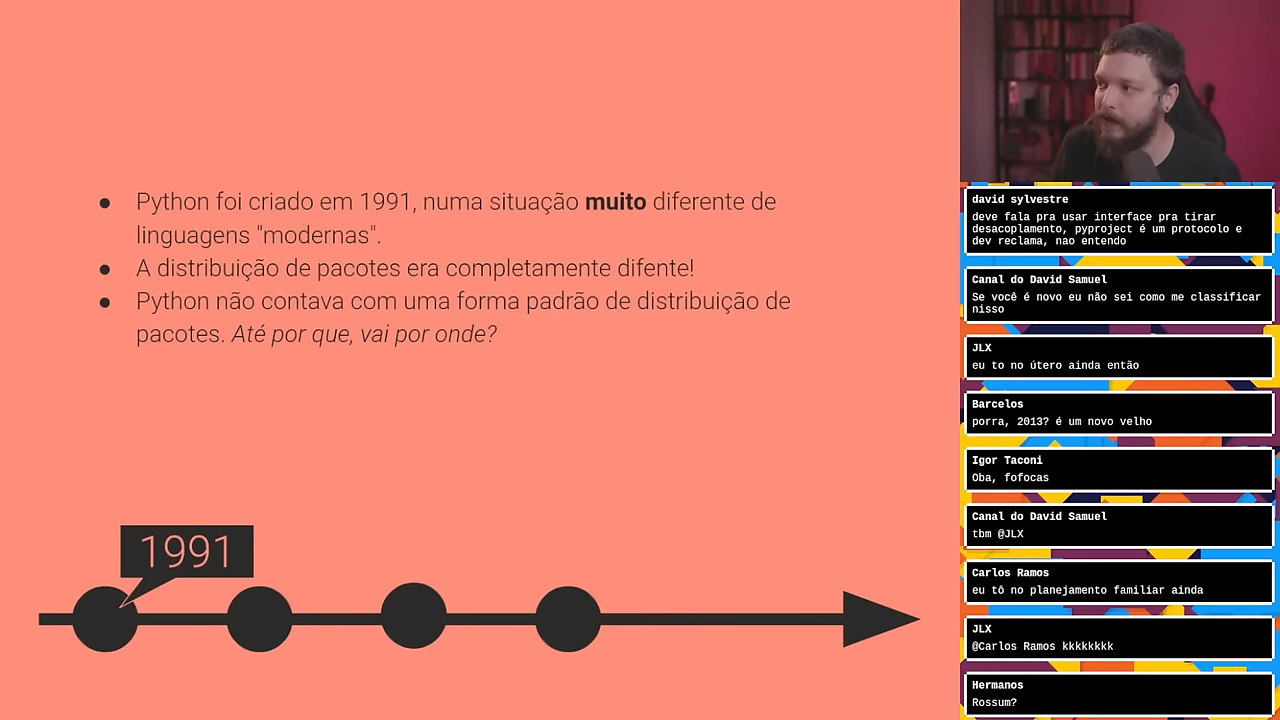 ● Python foi criado em 1991, numa situação muito diferente de
linguagens "modernas".
● A distribuição de pacotes era completamente difente!
● Python não contava com uma forma padrão de distribuição de
pacotes. Até por que, vai por onde?
1991
david sylvestre
deve fala pra usar interface pra tirar
desacoplamento, pyproject é um protocolo e
dev reclama, nao entendo
Canal do David Samuel
Se você é novo eu não sei como me classificar
nisso
JLX
eu to no útero ainda então
Barcelos
porra, 2013? é um novo velho
Igor Taconi
Oba, fofocas
Canal do David Samuel
tbm @JLX
Carlos Ramos
eu tô no planejamento familiar ainda
JLX
@Carlos Ramos kkkkkkkk
Hermanos
Rossum?